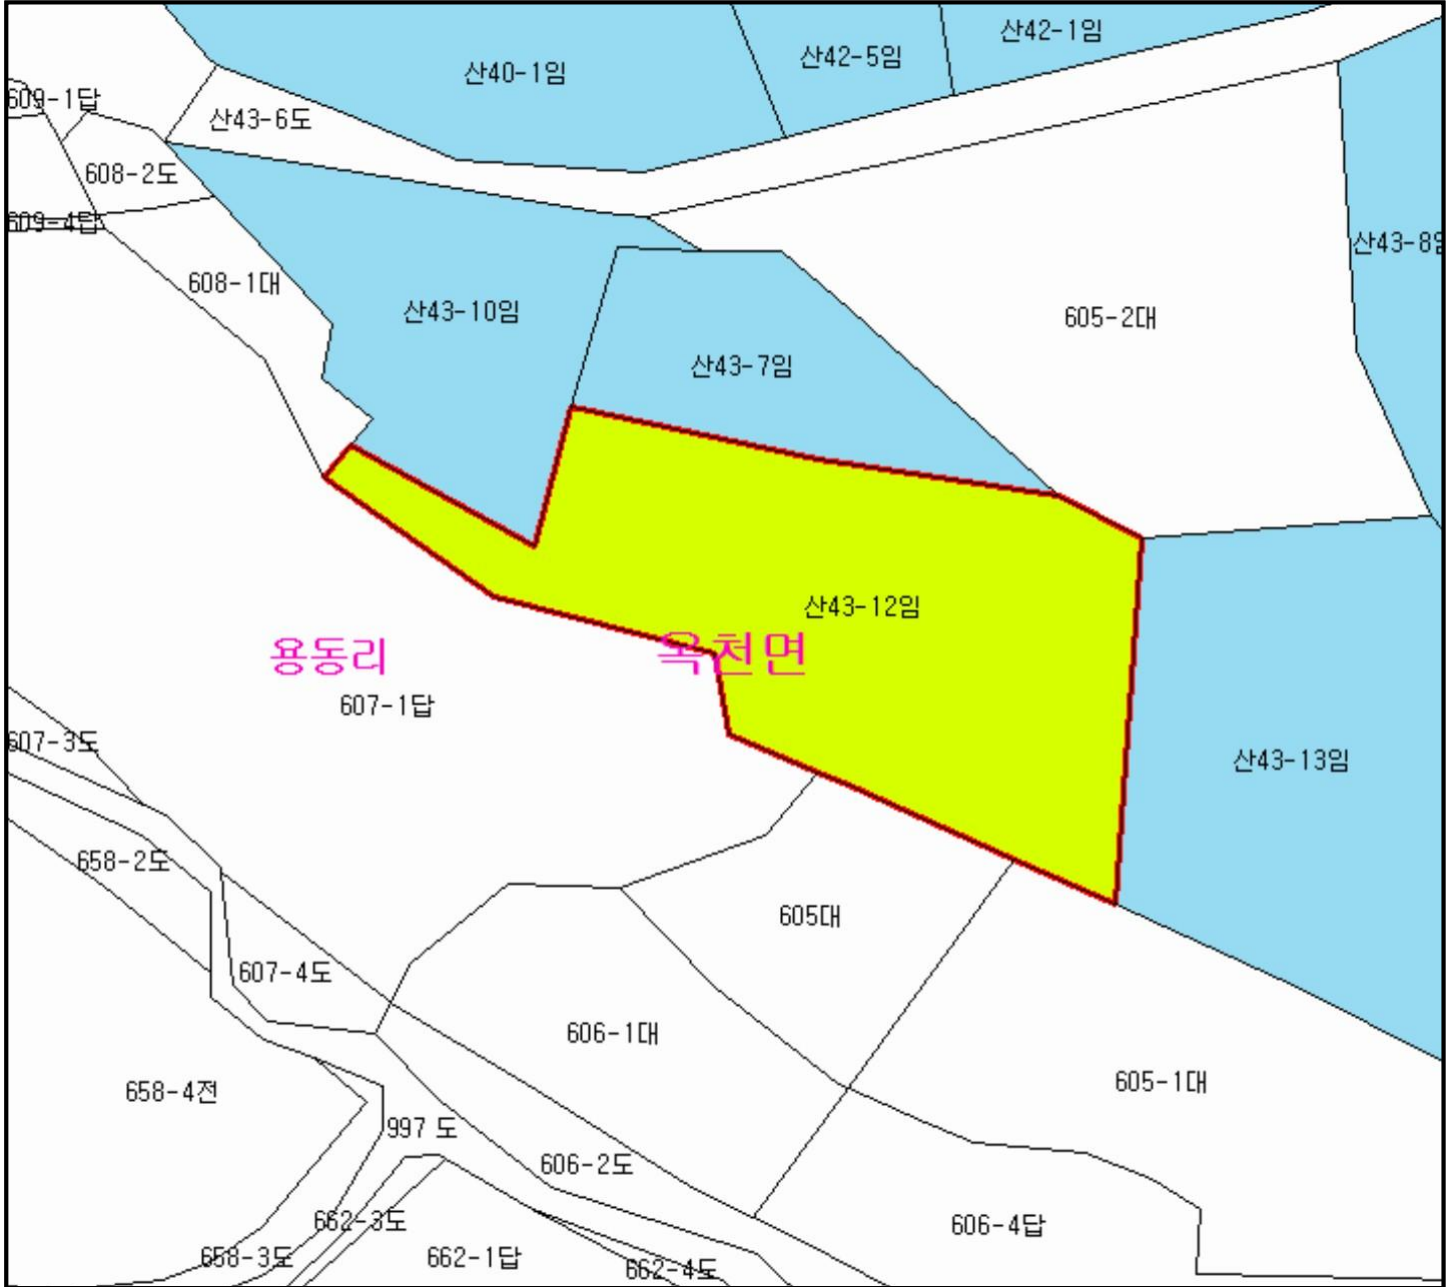 산42-1임
산42-5임
산40-1임
609-1답
산43-6도
608-2도
609-4답
산43-8임
608-1대
산43-10임
605-2대
산43-7임
산43-12임
용동리
옥천면
607-1답
607-3도
산43-13임
658-2도
605대
607-4도
606-1대
605-1대
658-4전
997 도
606-2도
662-3도
606-4답
658-3도
662-1답
662-4도